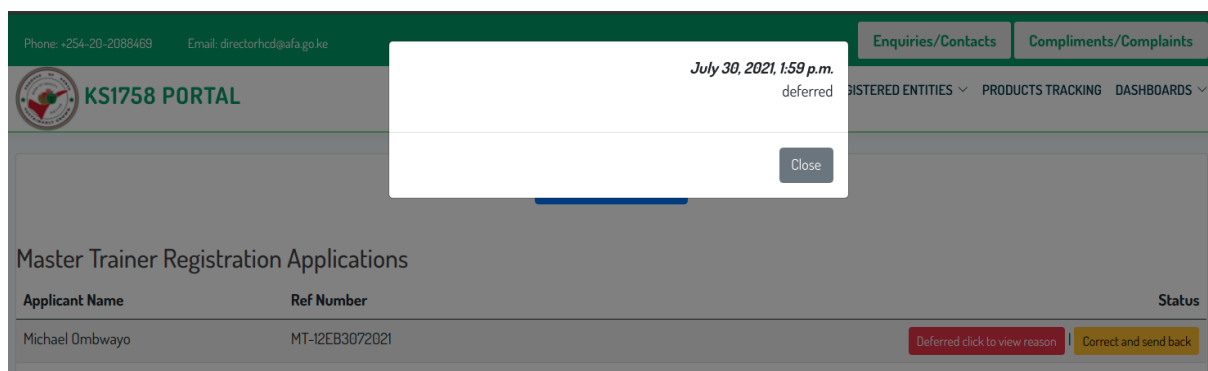 Phone: +254-20-2088469 Email: directorhcd@afa.go.ke Enquiries/Contacts Compliments/Complaints
July 30, 2021, 1:59 p.m.
deferred
KS1758 PORTAL GISTERED ENTITIES PRODUCTS TRACKING DASHBOARDS
Close
Master Trainer Registration Applications
Applicant Name Ref Number Status
Michael Ombwayo MT-12EB3072021 Deferred click to view reason | Correct and send back